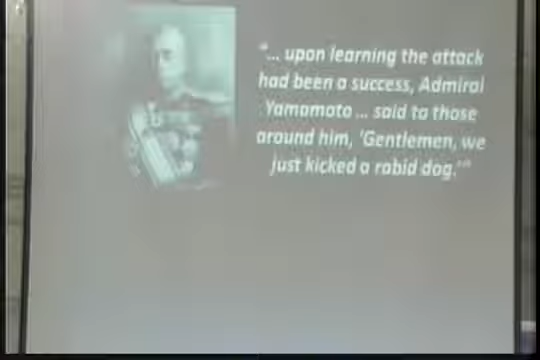 "... upon learning the attack
had been a success, Admiral
Yamamoto ... said to those
around him, 'Gentlemen, we
just kicked a rabid dog.'"